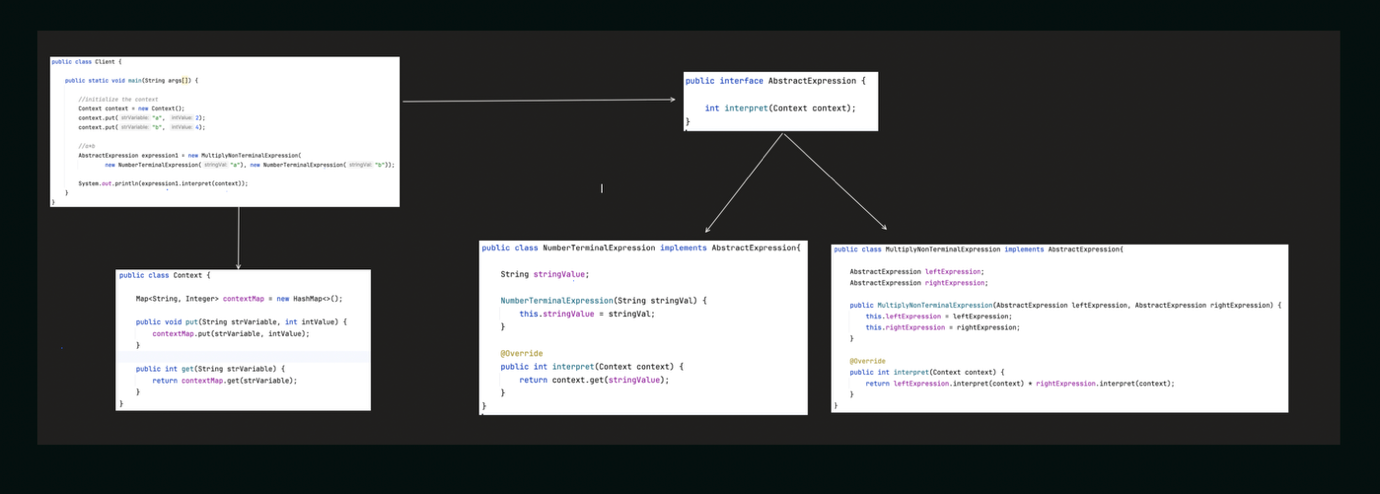 public class Client {
public static void main(String args[]) {
//initialize the context
Context context = new Context();
context.put( strVariable: "a", intValue: 2);
context.put( strVariable: "b", intValue: 4);
//a*b
AbstractExpression expression1 = new MultiplyNonTerminalExpression(
new NumberTerminalExpression( stringVal: "a"), new NumberTerminalExpression( stringVal: "b"));
System.out.println(expression1.interpret(context));
}
}
public interface AbstractExpression {
int interpret(Context context);
}
public class Context {
Map<String, Integer> contextMap = new HashMap<>();
public void put(String strVariable, int intValue) {
contextMap.put(strVariable, intValue);
}
public int get(String strVariable) {
return contextMap.get(strVariable);
}
}
public class NumberTerminalExpression implements AbstractExpression{
String stringValue;
NumberTerminalExpression(String stringVal) {
this.stringValue = stringVal;
}
@Override
public int interpret(Context context) {
return context.get(stringValue);
}
}
public class MultiplyNonTerminalExpression implements AbstractExpression{
AbstractExpression leftExpression;
AbstractExpression rightExpression;
public MultiplyNonTerminalExpression(AbstractExpression leftExpression, AbstractExpression rightExpression) {
this.leftExpression = leftExpression;
this.rightExpression = rightExpression;
}
@Override
public int interpret(Context context) {
return leftExpression.interpret(context) * rightExpression.interpret(context);
}
}